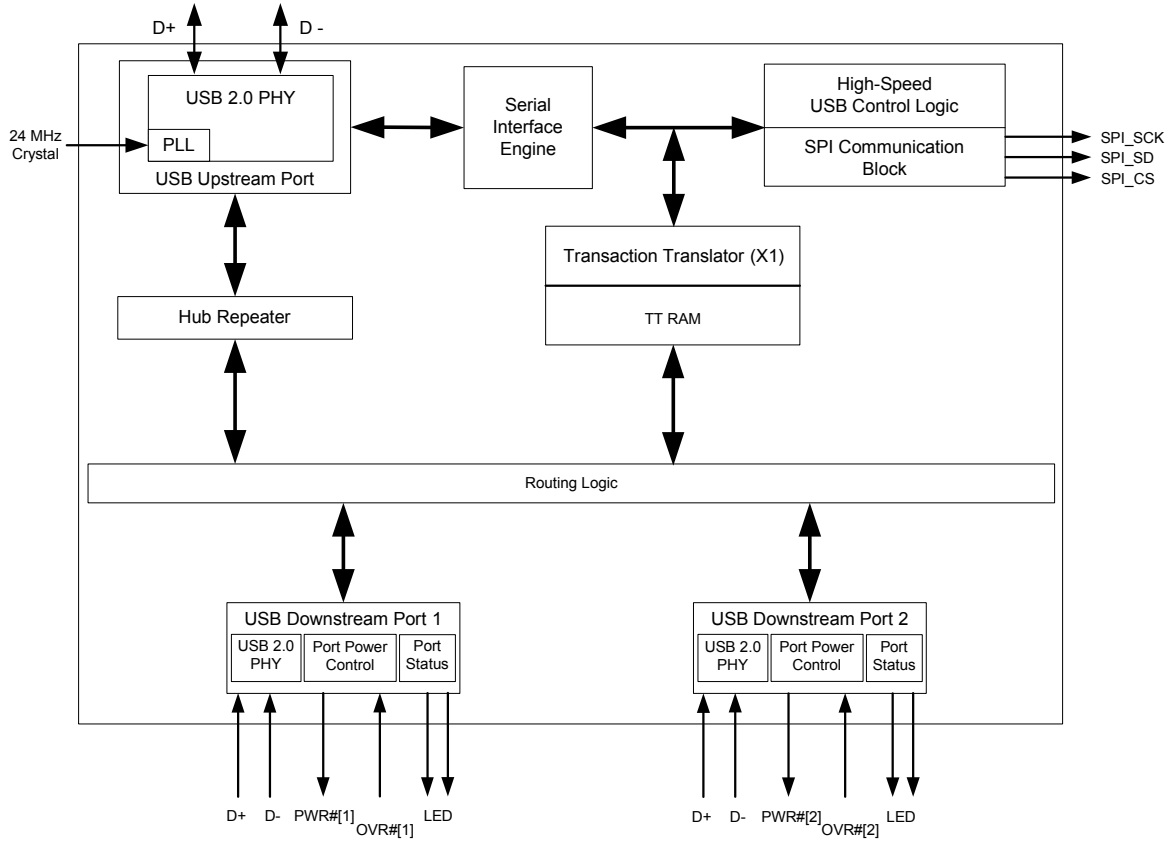 D+
D -
USB 2.0 PHY
PLL
USB Upstream Port
24 MHz
Crystal
Serial
Interface
Engine
High-Speed
USB Control Logic
SPI Communication
Block
SPI_SCK
SPI_SD
SPI_CS
Transaction Translator (X1)
TT RAM
Hub Repeater
Routing Logic
USB Downstream Port 1
USB 2.0
PHY
Port Power
Control
Port
Status
USB Downstream Port 2
USB 2.0
PHY
Port Power
Control
Port
Status
D+
D-
PWR#[1]
OVR#[1]
LED
D+
D-
PWR#[2]
OVR#[2]
LED